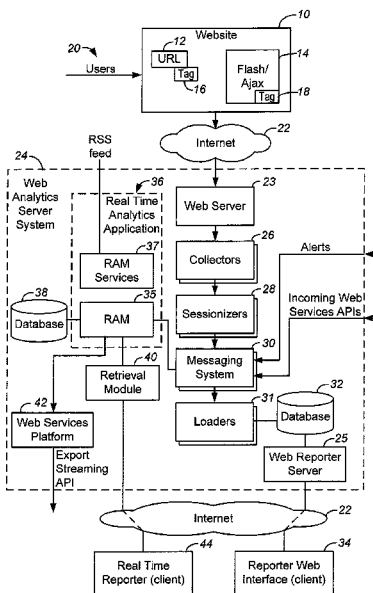 10
Website
20
12
URL
14
Flash/
Ajax
Users
Tag
16
Tag
18
Internet
22
RSS
feed
24
Web
Analytics
Server
System
36
Real Time
Analytics
Application
23
Web Server
37
RAM
Services
26
Collectors
Alerts
38
Database
35
RAM
28
Sessionizers
Incoming Web
Services APIs
30
Messaging
System
40
Retrieval
Module
32
Database
31
Loaders
42
Web Services
Platform
25
Web Reporter
Server
Export
Streaming
API
22
Internet
44
Real Time
Reporter (client)
34
Reporter Web
Interface (client)